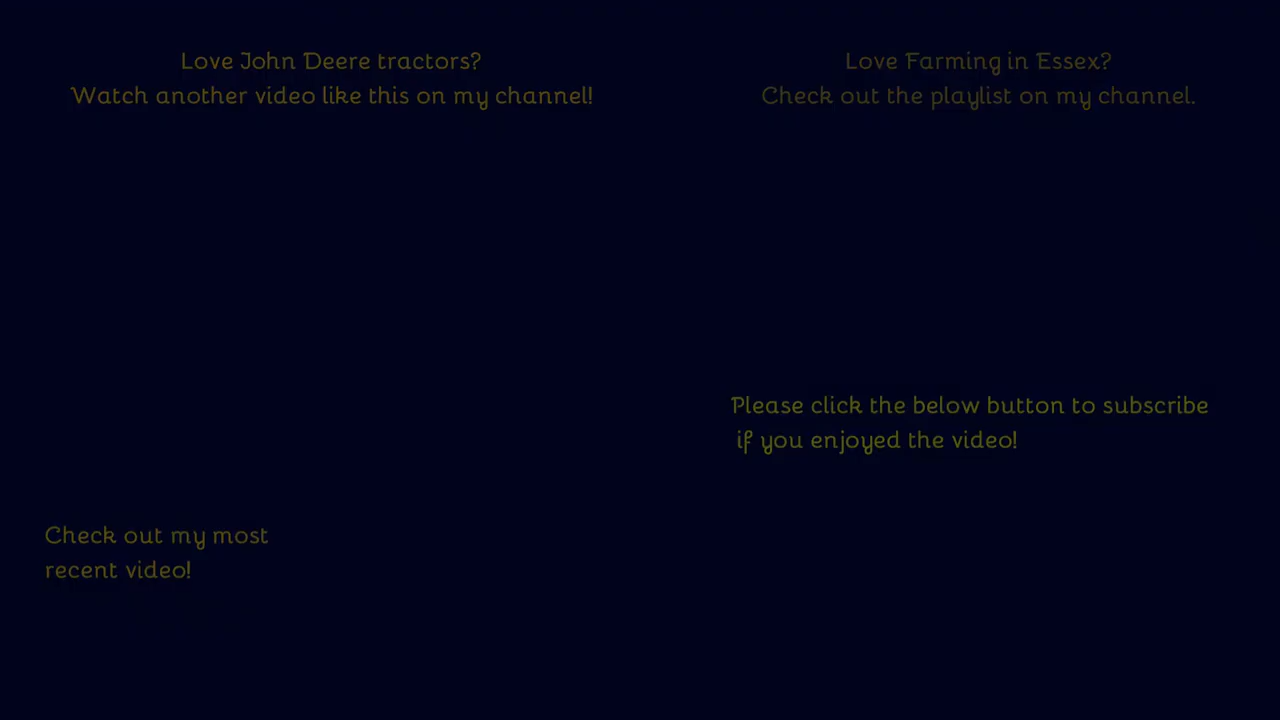 Love John Deere tractors?
Watch another video like this on my channel!
Love Farming in Essex?
Check out the playlist on my channel.
Please click the below button to subscribe
if you enjoyed the video!
Check out my most
recent video!